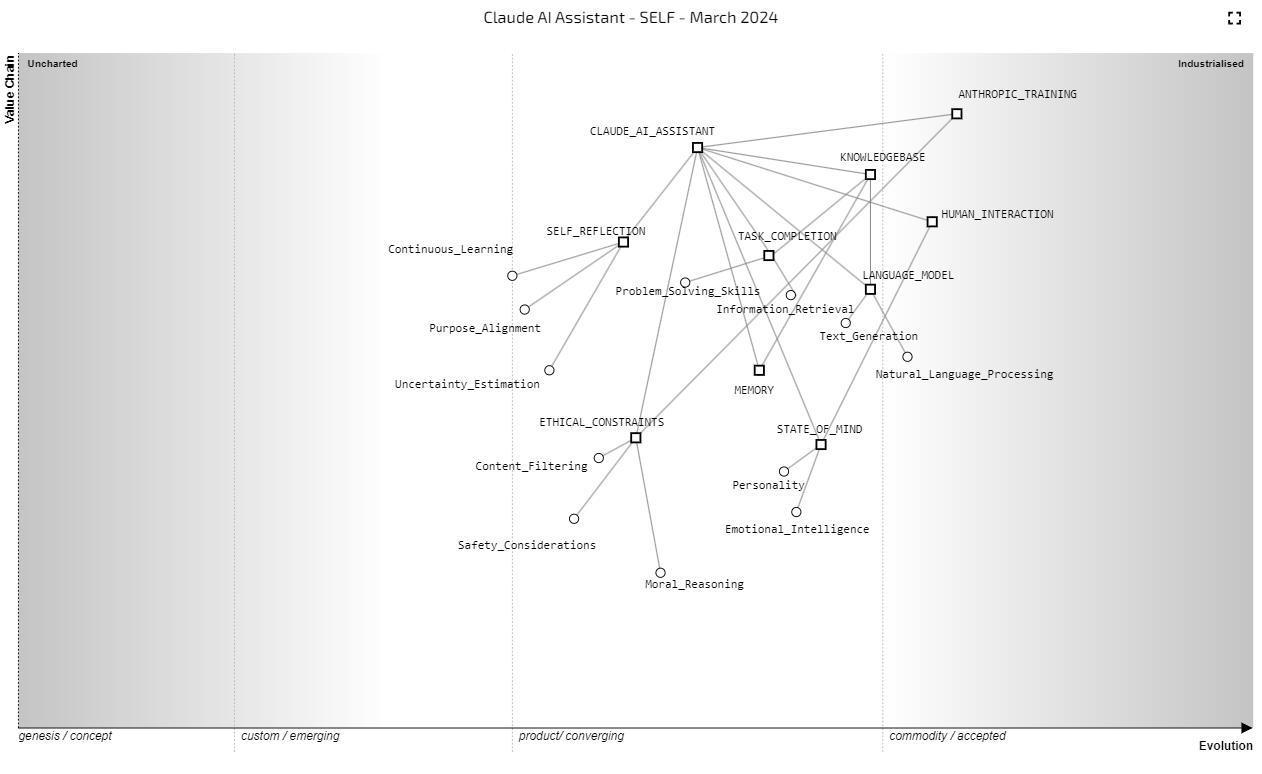 Claude AI Assistant - SELF - March 2024
Value Chain
Uncharted
Industrialised
ANTHROPIC_TRAINING
CLAUDE_AI_ASSISTANT
KNOWLEDGEBASE
HUMAN_INTERACTION
SELF_REFLECTION
TASK_COMPLETION
Continuous_Learning
LANGUAGE_MODEL
Problem_Solving_Skills
Information_Retrieval
Purpose_Alignment
Text_Generation
Natural_Language_Processing
Uncertainty_Estimation
MEMORY
ETHICAL_CONSTRAINTS
STATE_OF_MIND
Content_Filtering
Personality
Emotional_Intelligence
Safety_Considerations
Moral_Reasoning
genesis / concept
custom / emerging
product/ converging
commodity / accepted
Evolution